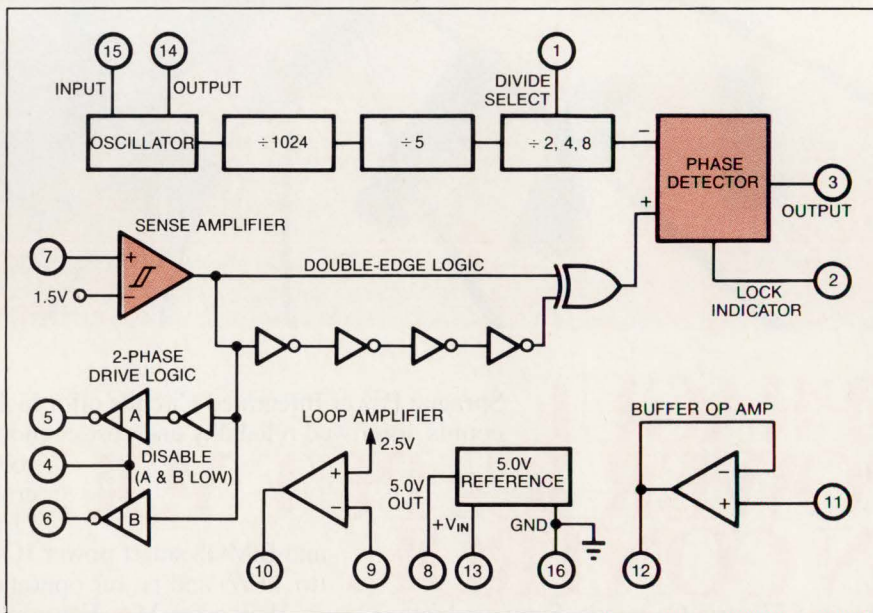 15 14 1
INPUT OUTPUT DIVIDE
SELECT
OSCILLATOR ÷1024 ÷5 ÷2, 4, 8 −
PHASE
DETECTOR
3
OUTPUT
+
SENSE AMPLIFIER
7 +
1.5V −
DOUBLE-EDGE LOGIC
2
LOCK
INDICATOR
2-PHASE
DRIVE LOGIC
5 A
4 DISABLE
(A & B LOW)
6 B
LOOP AMPLIFIER
2.5V
+
−
10 9
5.0V
REFERENCE
5.0V
OUT
+VIN GND
8 13 16
BUFFER OP AMP
−
+ 11
12